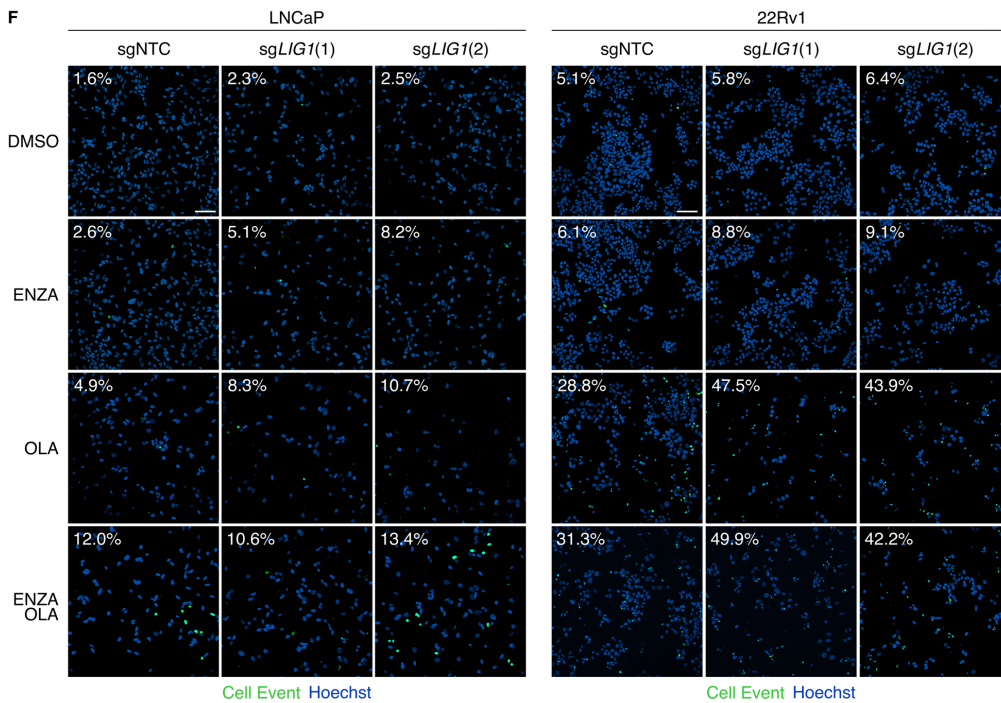 F
LNCaP 22Rv1
sgNTC sgLIG1(1) sgLIG1(2) sgNTC sgLIG1(1) sgLIG1(2)
DMSO 1.6% 2.3% 2.5% 5.1% 5.8% 6.4%
ENZA 2.6% 5.1% 8.2% 6.1% 8.8% 9.1%
OLA 4.9% 8.3% 10.7% 28.8% 47.5% 43.9%
12.0% 10.6% 13.4% 31.3% 49.9% 42.2%
ENZA
OLA
Cell Event Hoechst Cell Event Hoechst